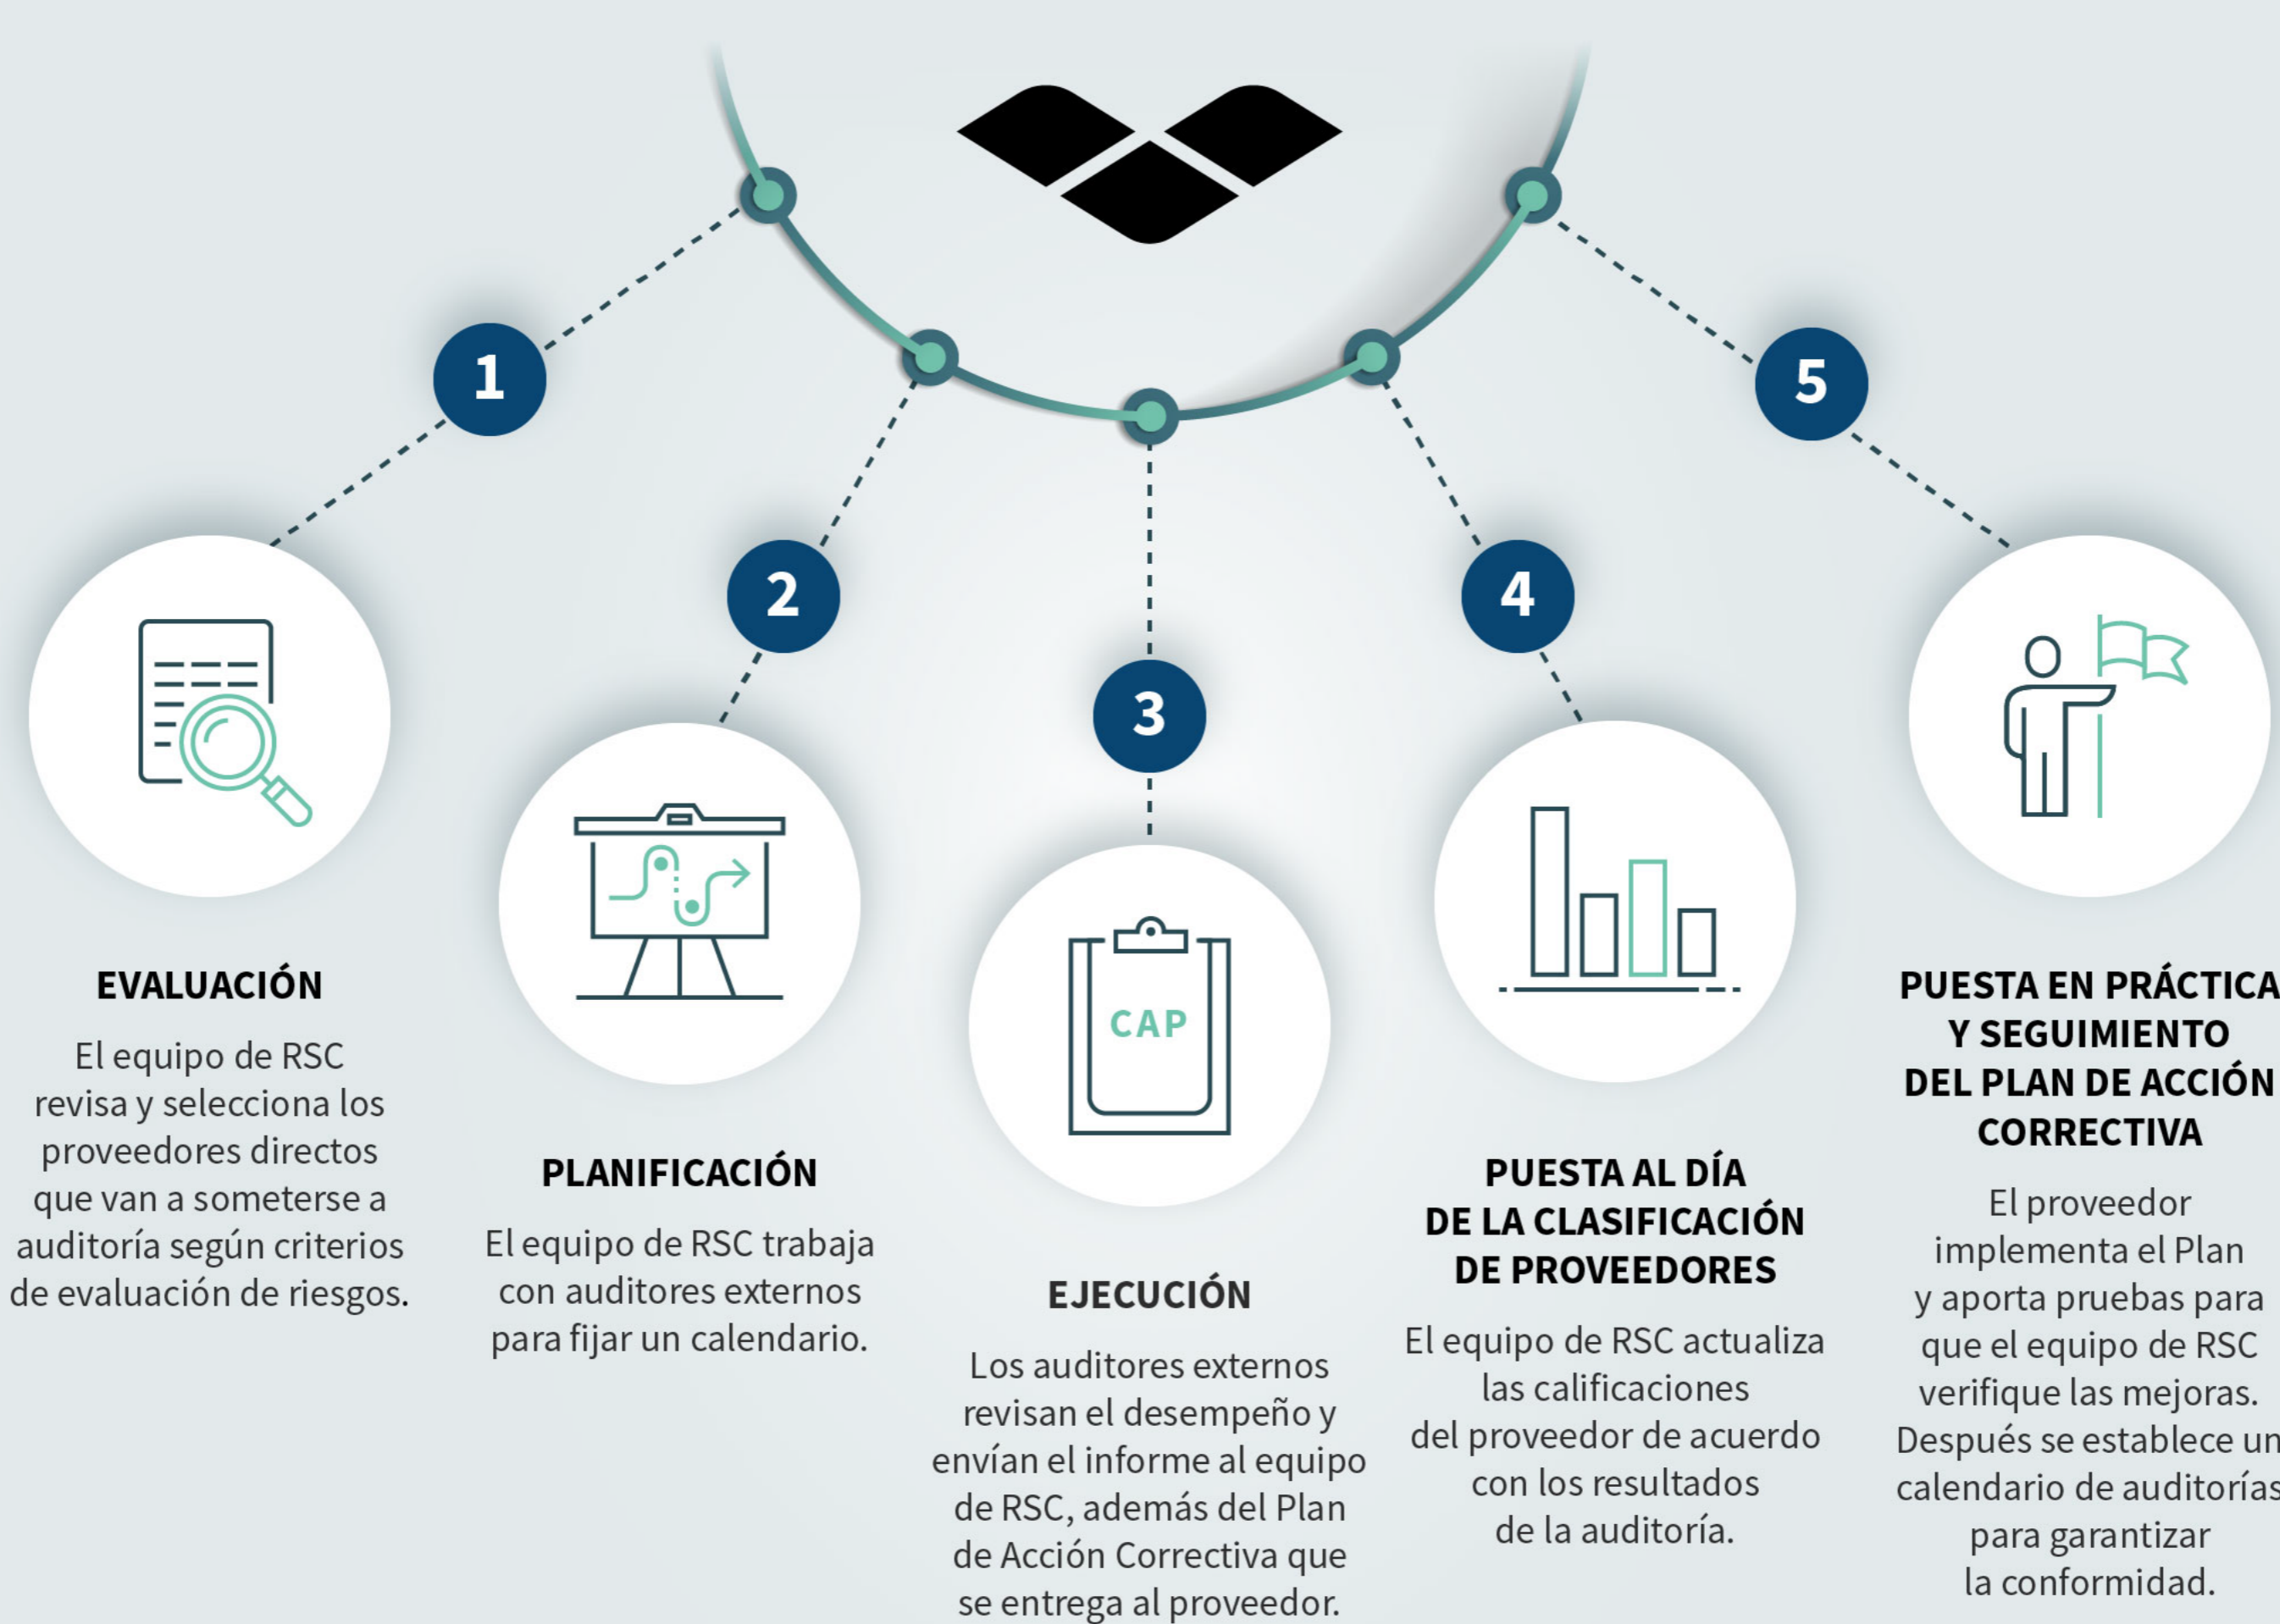 1
EVALUACIÓN
El equipo de RSC
revisa y selecciona los
proveedores directos
que van a someterse a
auditoría según criterios
de evaluación de riesgos.
2
PLANIFICACIÓN
El equipo de RSC trabaja
con auditores externos
para fijar un calendario.
3
CAP
EJECUCIÓN
Los auditores externos
revisan el desempeño y
envían el informe al equipo
de RSC, además del Plan
de Acción Correctiva que
se entrega al proveedor.
4
PUESTA AL DÍA
DE LA CLASIFICACIÓN
DE PROVEEDORES
El equipo de RSC actualiza
las calificaciones
del proveedor de acuerdo
con los resultados
de la auditoría.
5
PUESTA EN PRÁCTICA
Y SEGUIMIENTO
DEL PLAN DE ACCIÓN
CORRECTIVA
El proveedor
implementa el Plan
y aporta pruebas para
que el equipo de RSC
verifique las mejoras.
Después se establece un
calendario de auditorías
para garantizar
la conformidad.